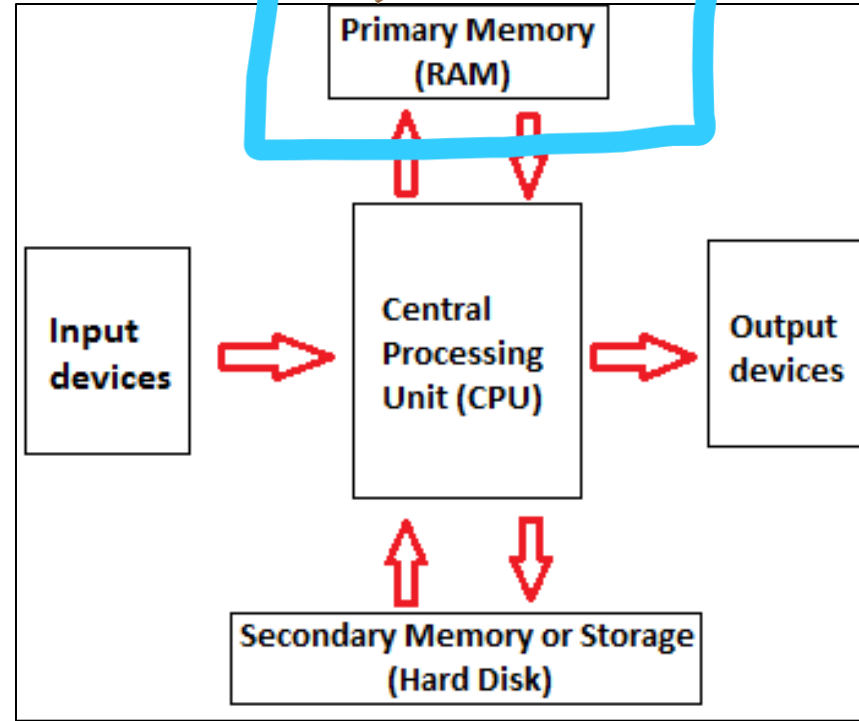 Primary Memory
(RAM)
Input
devices
Central
Processing
Unit (CPU)
Output
devices
Secondary Memory or Storage
(Hard Disk)